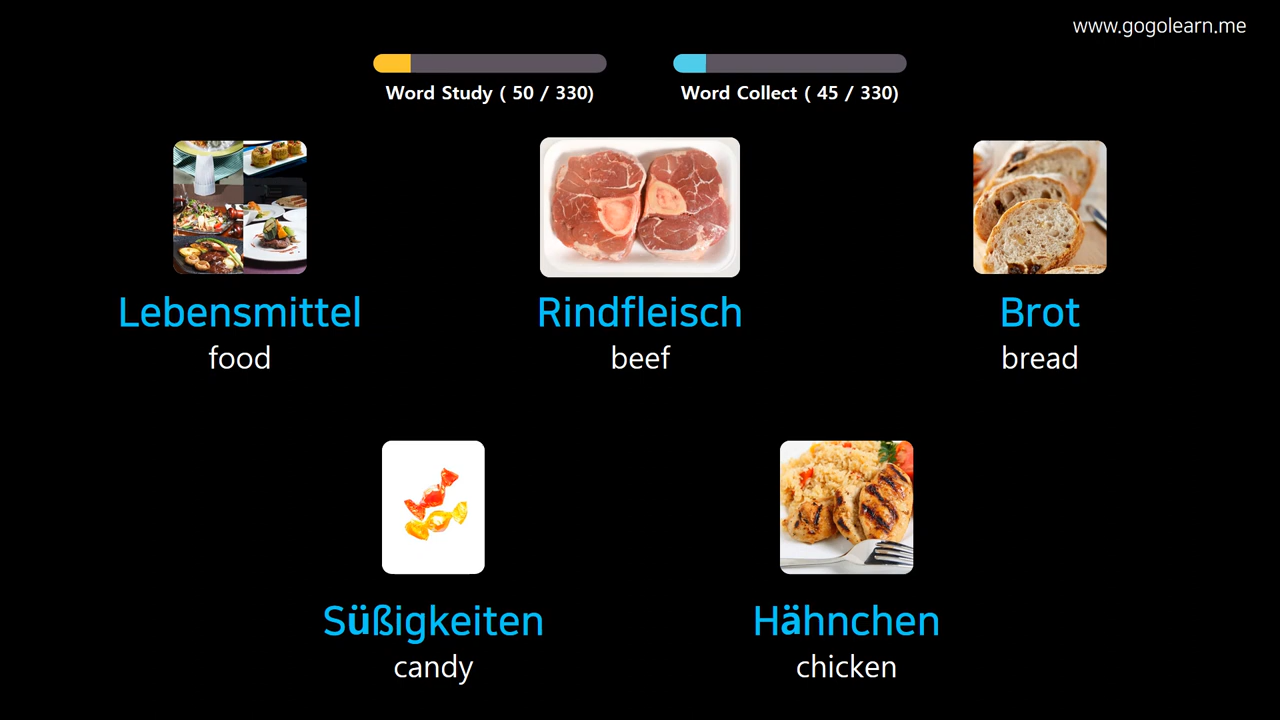 www.gogolearn.me
Word Study ( 50 / 330)
Word Collect ( 45 / 330)
Lebensmittel
food
Rindfleisch
beef
Brot
bread
Süßigkeiten
candy
Hähnchen
chicken